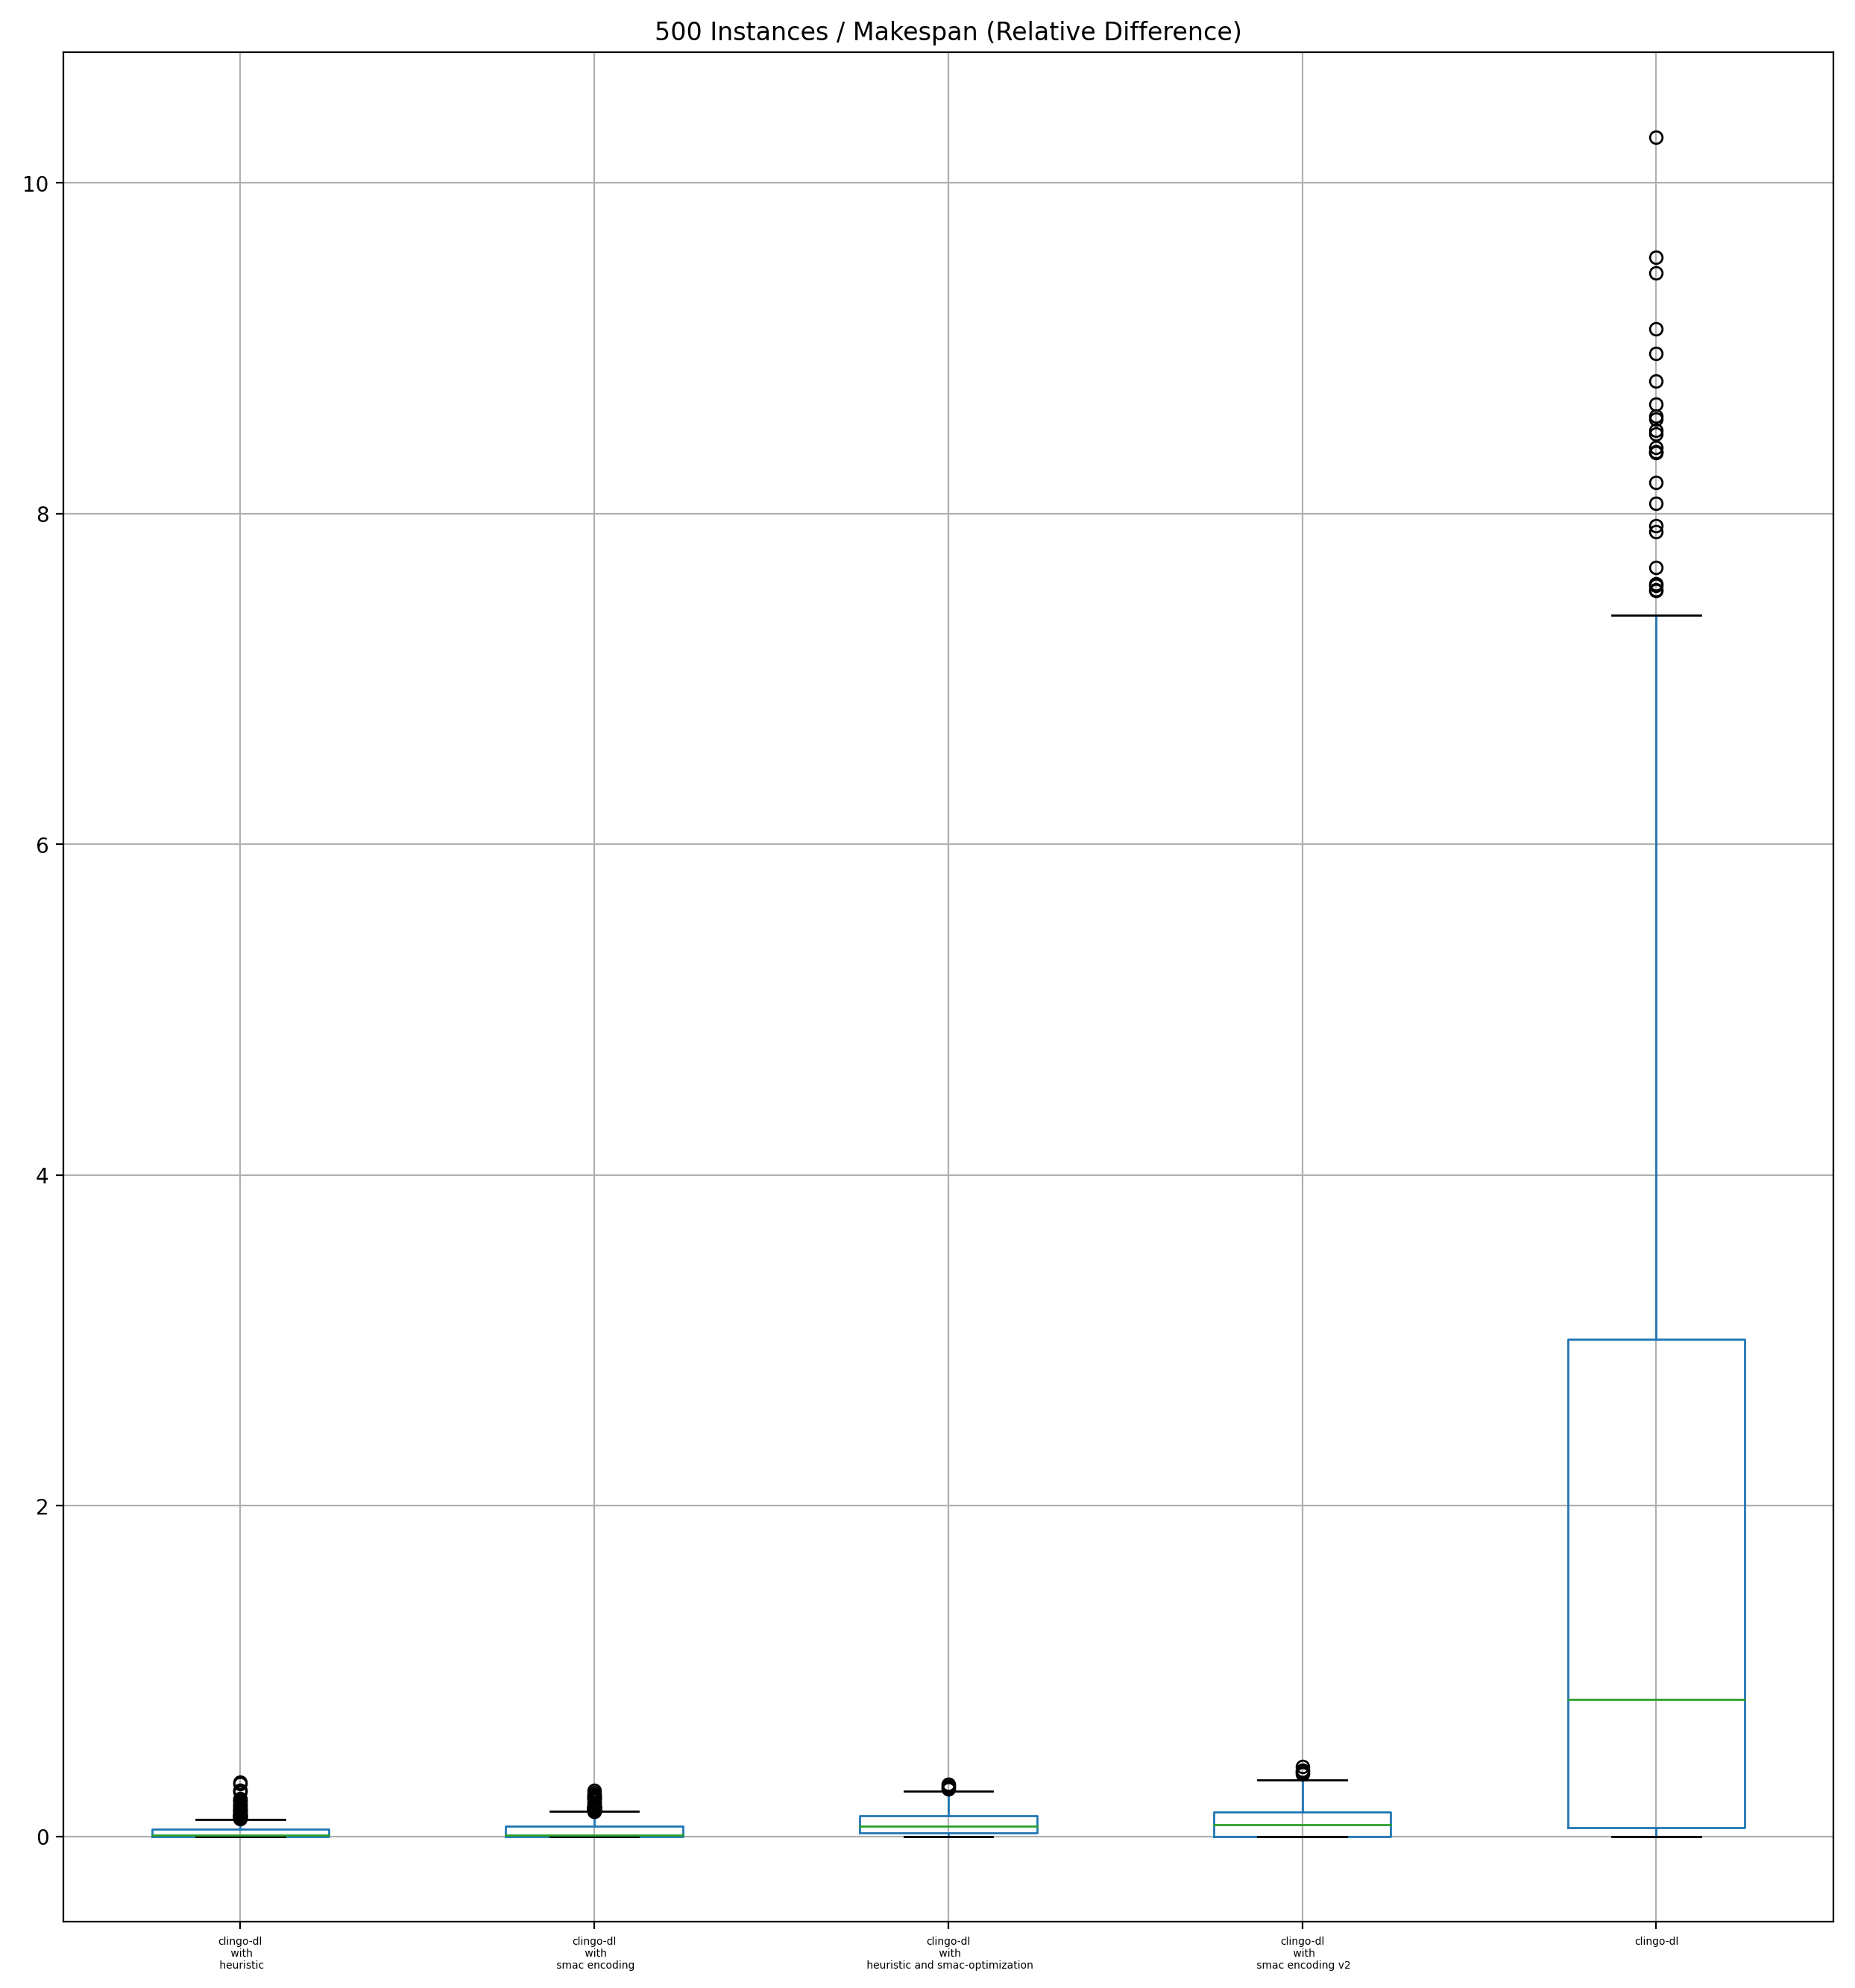 500 Instances / Makespan (Relative Difference)
10
8
6
4
2
0
clingo-dl
with
heuristic
clingo-dl
with
smac encoding
clingo-dl
with
heuristic and smac-optimization
clingo-dl
with
smac encoding v2
clingo-dl